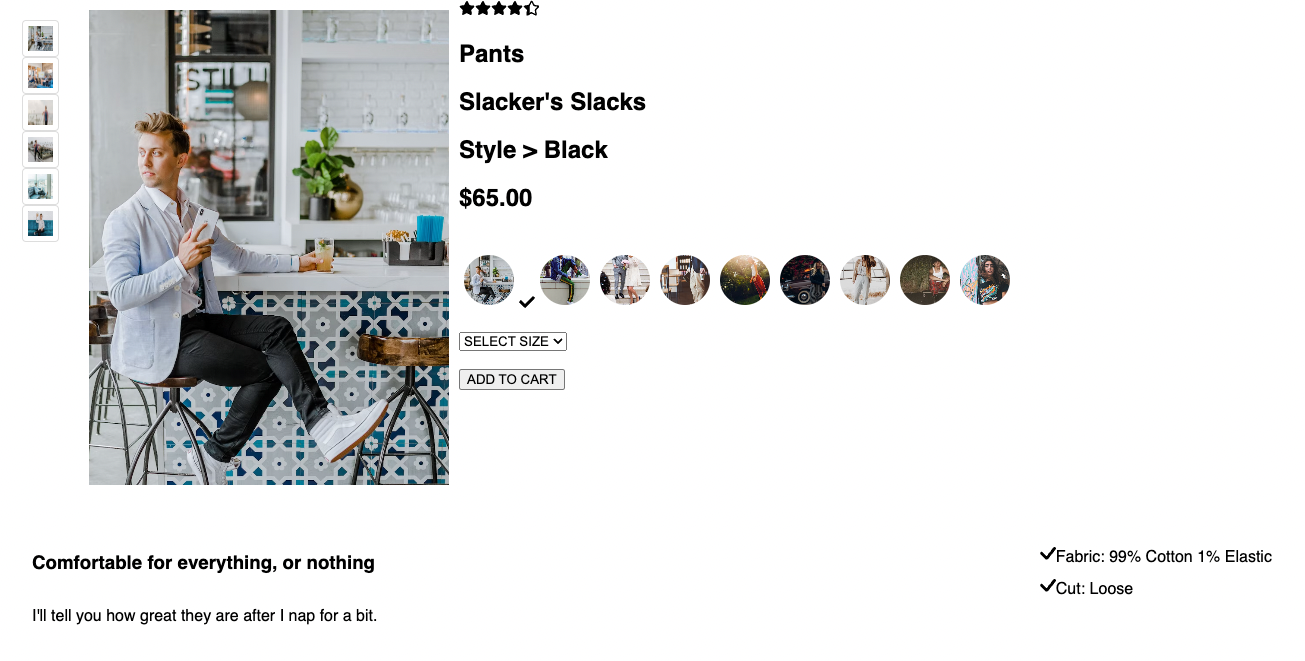 STILL
Pants
Slacker's Slacks
Style > Black
$65.00
SELECT SIZE
ADD TO CART
Comfortable for everything, or nothing
I'll tell you how great they are after I nap for a bit.
Fabric: 99% Cotton 1% Elastic
Cut: Loose